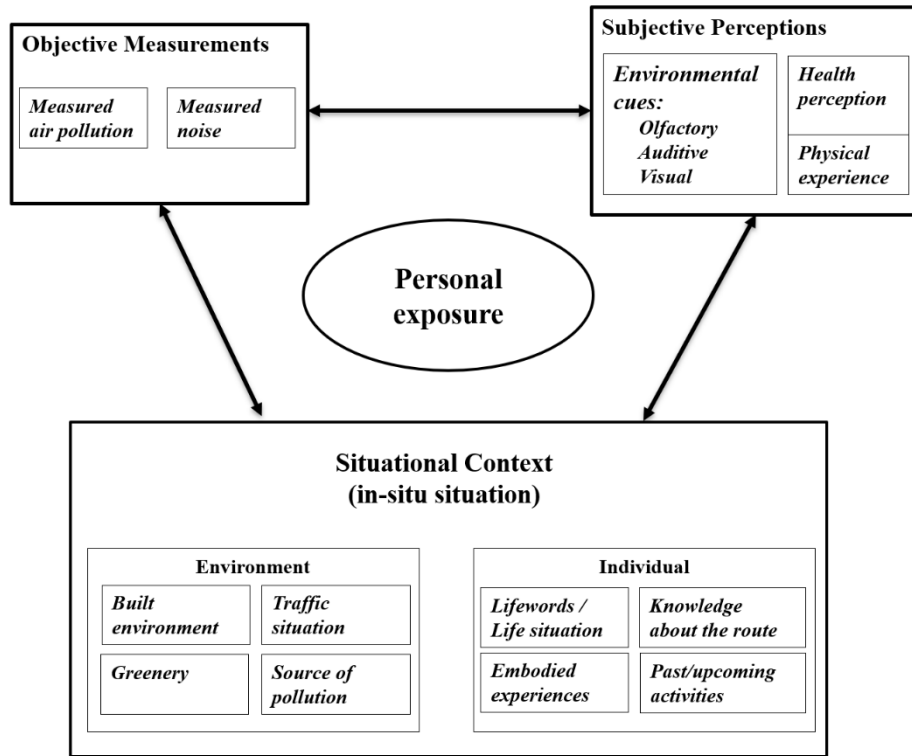 Objective Measurements
Measured
air pollution
Measured
noise
Subjective Perceptions
Environmental
cues:
Olfactory
Auditive
Visual
Health
perception
Physical
experience
Personal
exposure
Situational Context
(in-situ situation)
Environment
Built
environment
Traffic
situation
Greenery
Source of
pollution
Individual
Lifewords /
Life situation
Knowledge
about the route
Embodied
experiences
Past/upcoming
activities